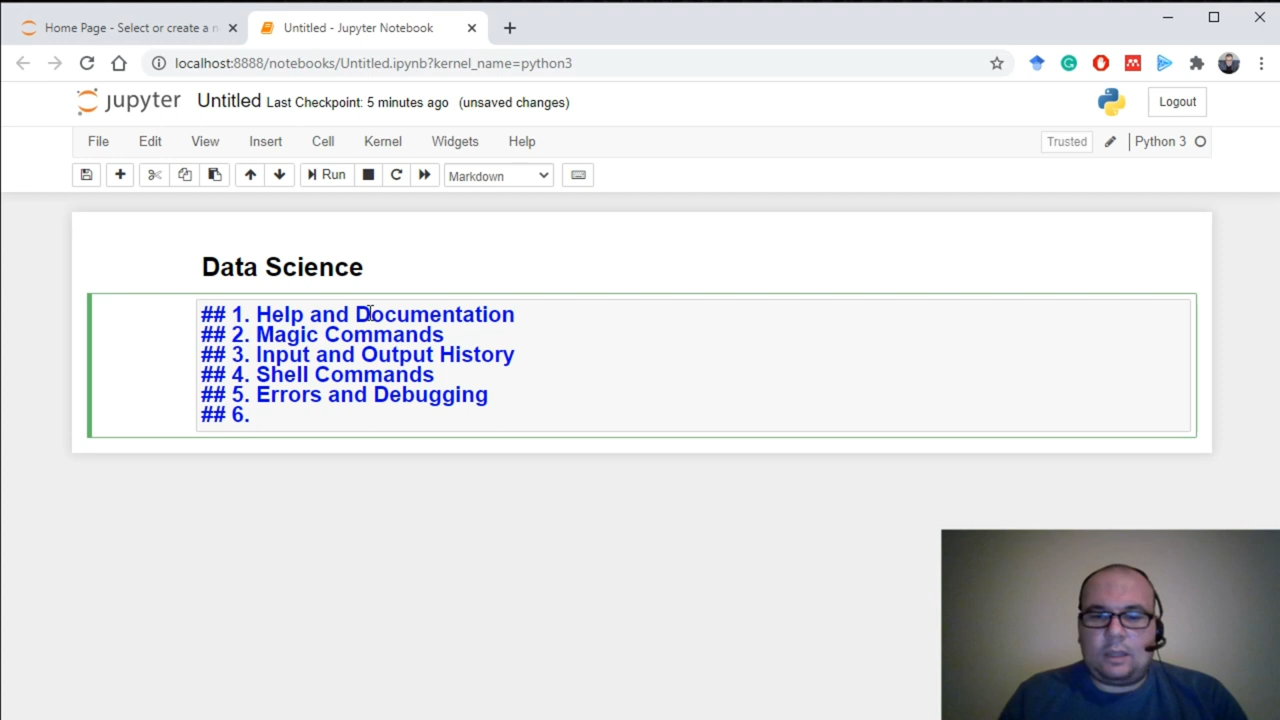 Home Page - Select or create a n
Untitled - Jupyter Notebook
localhost:8888/notebooks/Untitled.ipynb?kernel_name=python3
jupyter Untitled Last Checkpoint: 5 minutes ago (unsaved changes)
Logout
File Edit View Insert Cell Kernel Widgets Help
Trusted
Python 3
Run
Markdown
Data Science
## 1. Help and Documentation
## 2. Magic Commands
## 3. Input and Output History
## 4. Shell Commands
## 5. Errors and Debugging
## 6.